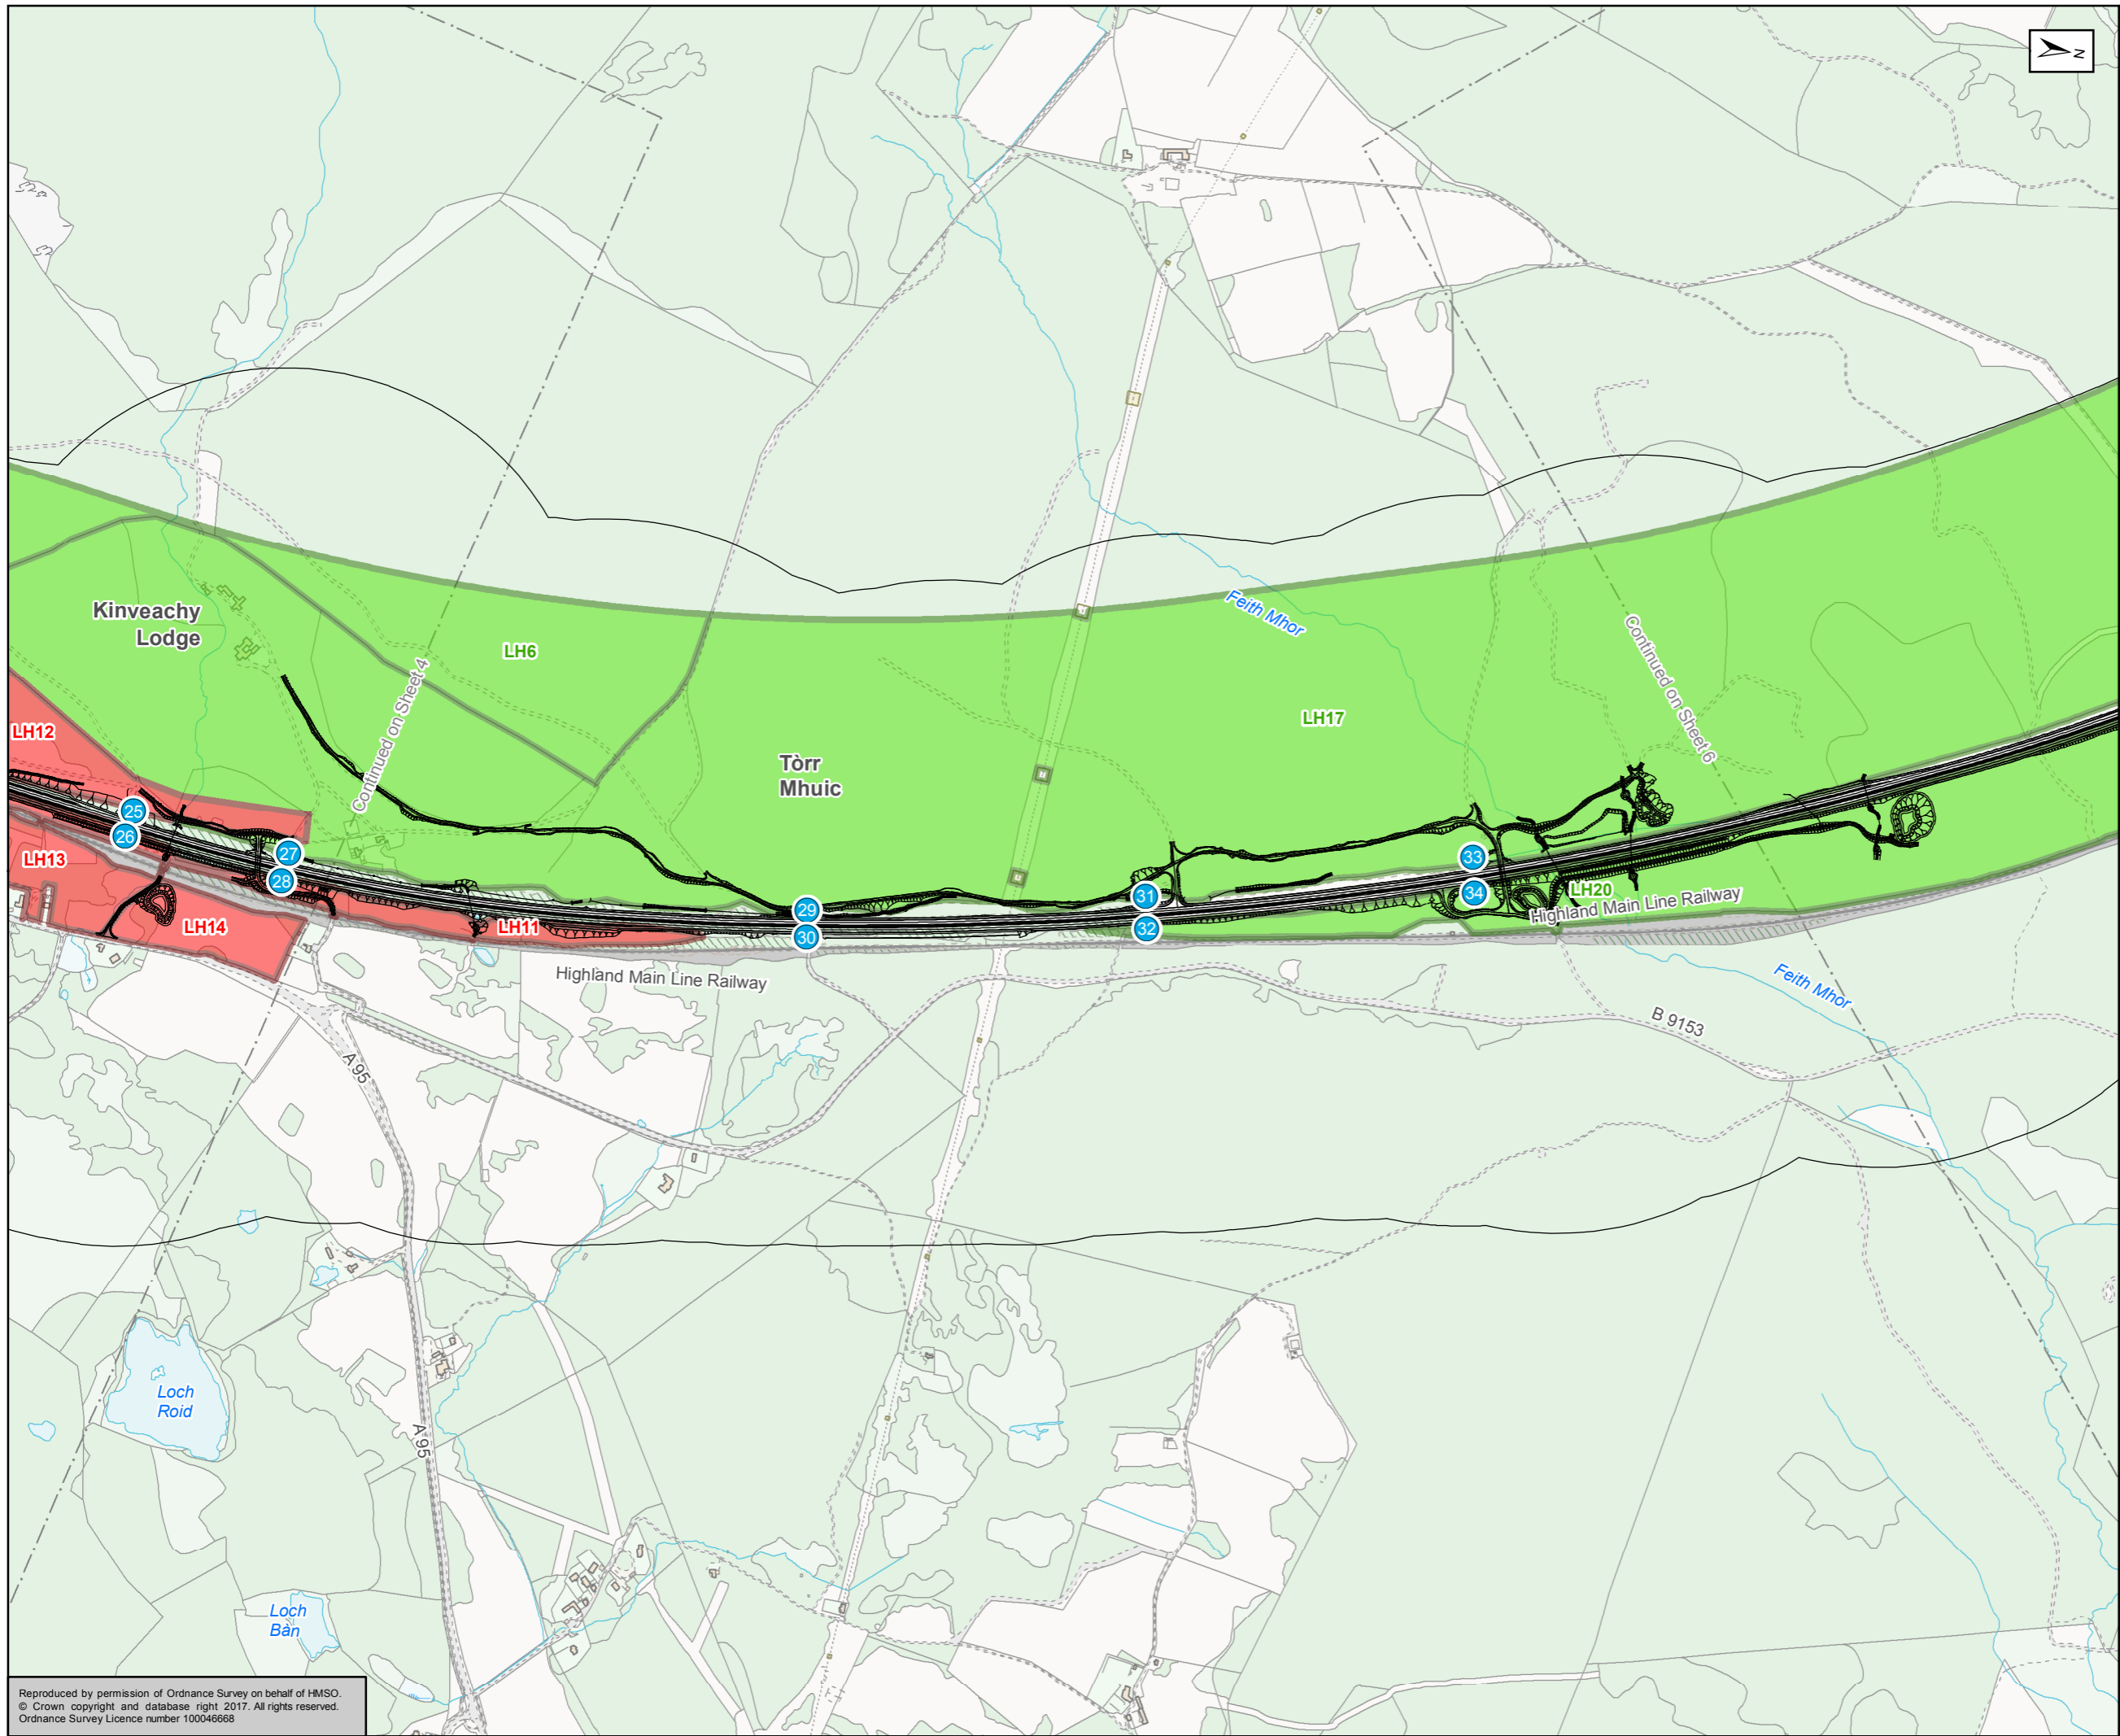 N
Kinveachy
Lodge
LH6
Continued on Sheet 4
Feith Mhor
Continued on Sheet 6
LH12
LH17
Tòrr
Mhuic
25
26
27
28
29
30
31
32
33
34
LH13
LH14
LH11
LH20
Highland Main Line Railway
Highland Main Line Railway
Feith Mhor
B 9153
A 95
A 95
Loch
Roid
Loch
Bàn
Reproduced by permission of Ordnance Survey on behalf of HMSO.
© Crown copyright and database right 2017. All rights reserved.
Ordnance Survey Licence number 100046668